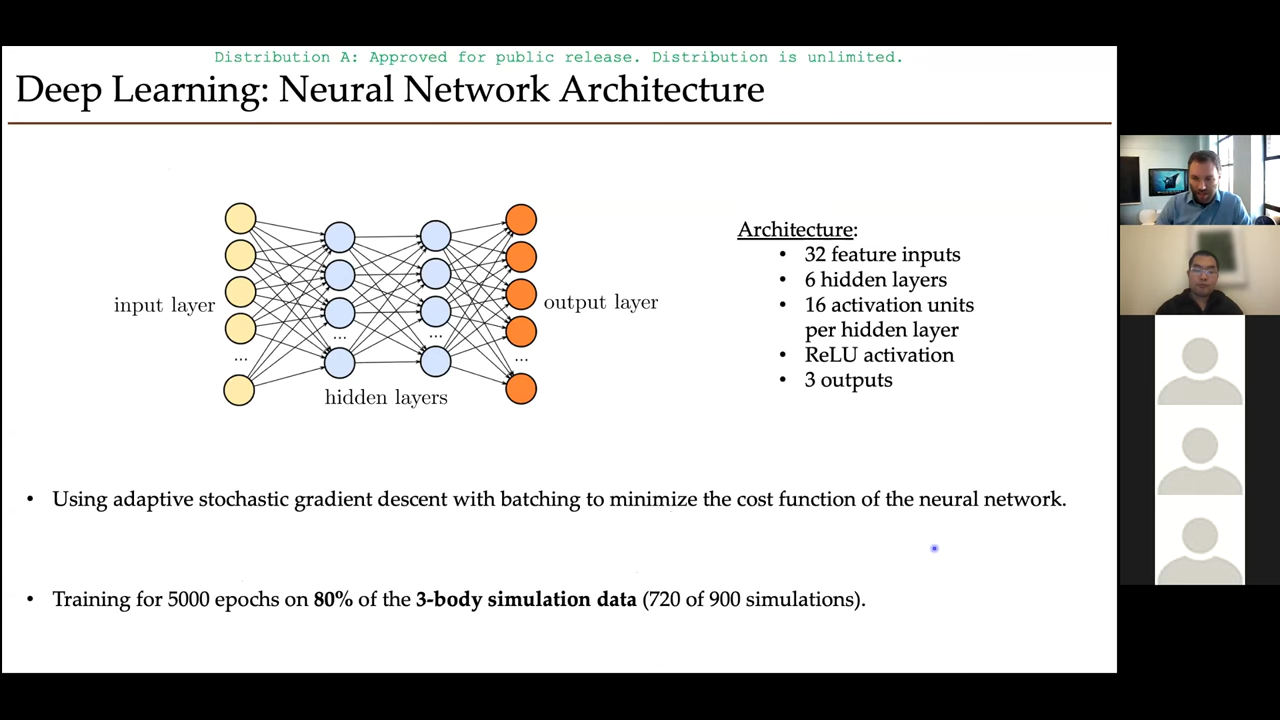 Distribution A: Approved for public release. Distribution is unlimited.
Deep Learning: Neural Network Architecture
input layer
...
...
...
...
hidden layers
output layer
Architecture:
• 32 feature inputs
• 6 hidden layers
• 16 activation units
per hidden layer
• ReLU activation
• 3 outputs
• Using adaptive stochastic gradient descent with batching to minimize the cost function of the neural network.
• Training for 5000 epochs on 80% of the 3-body simulation data (720 of 900 simulations).